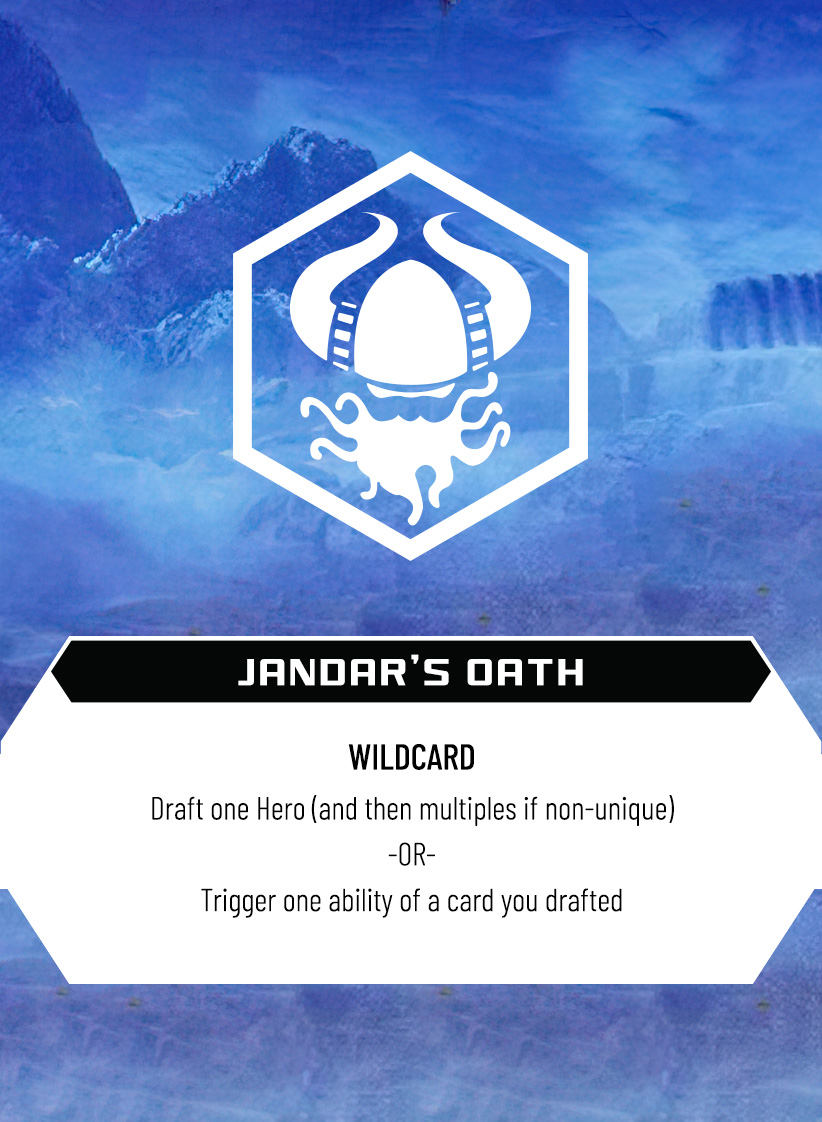 JANDAR'S OATH
WILDCARD
Draft one Hero (and then multiples if non-unique)
-OR-
Trigger one ability of a card you drafted